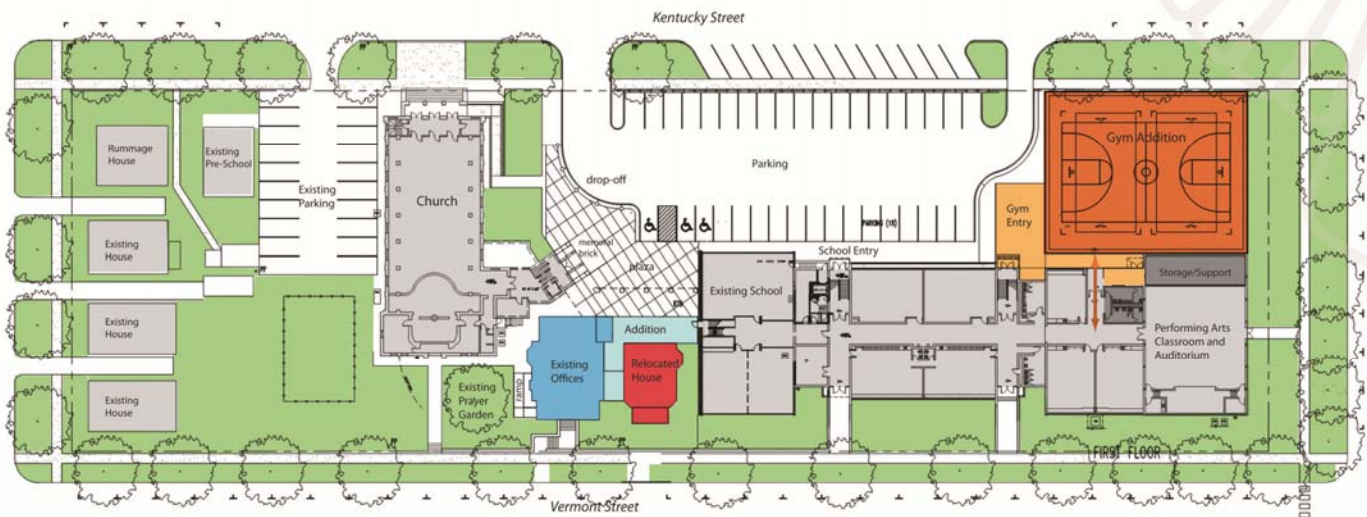 Kentucky Street
Rummage
House
Existing
Pre-School
Existing
Parking
Church
drop-off
Parking
Gym Addition
Gym
Entry
PARKING (18)
memorial
brick
plaza
School Entry
Existing
House
Existing School
Storage/Support
Existing
House
Addition
Existing
Offices
Relocated
House
Performing Arts
Classroom and
Auditorium
Existing
House
Existing
Prayer
Garden
ramp
FIRST FLOOR
Vermont Street